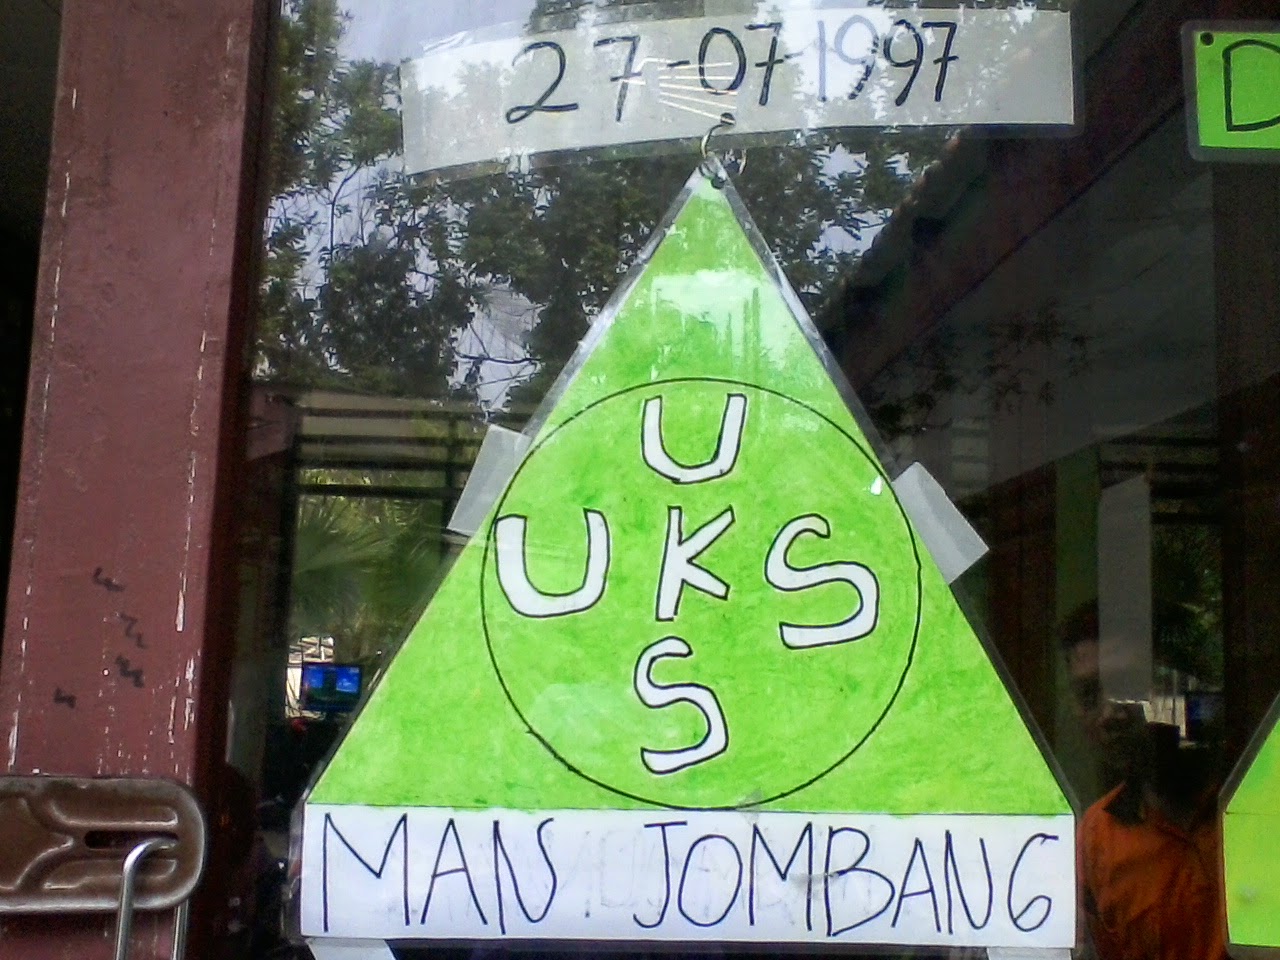 27-07-1997
D
U
UKS
S
MAN JOMBANG